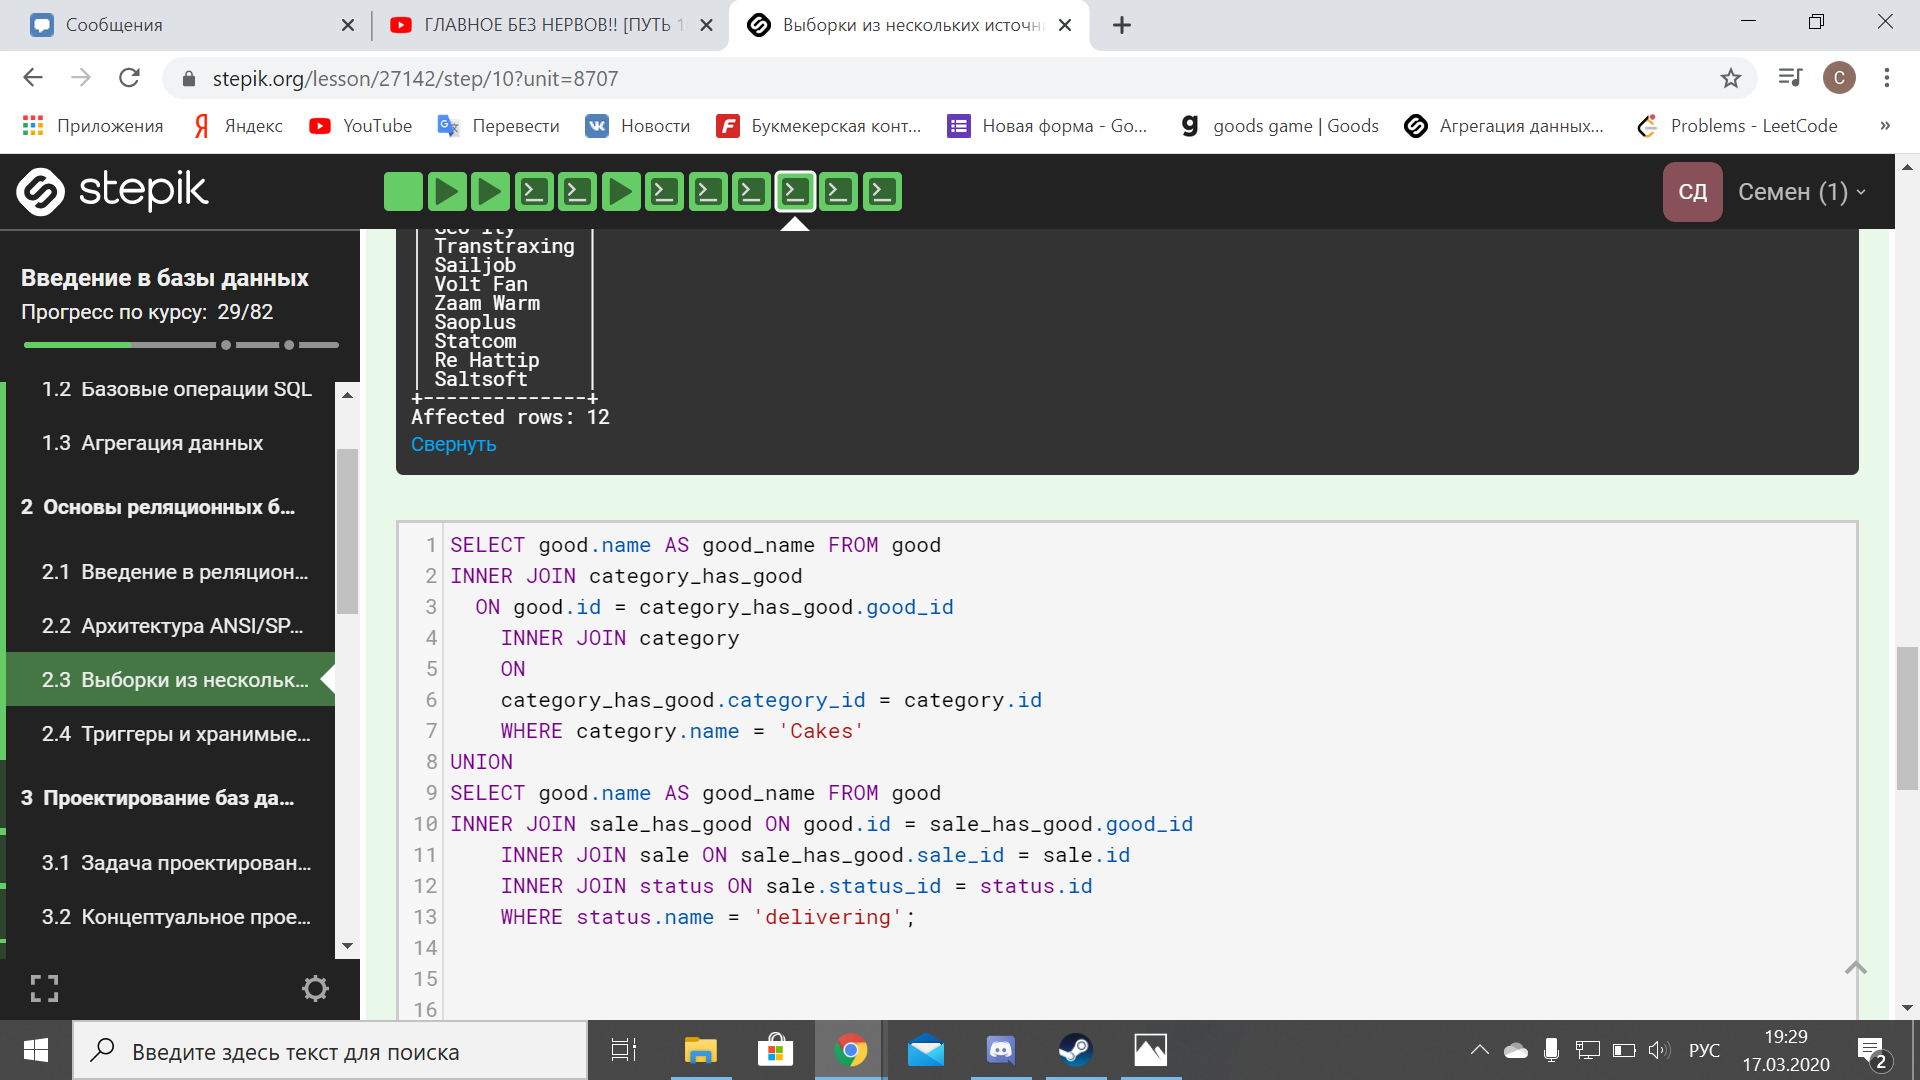 Сообщения
ГЛАВНОЕ БЕЗ НЕРВОВ!! [ПУТЬ 1
Выборки из нескольких источн
stepik.org/lesson/27142/step/10?unit=8707
C
Приложения
Яндекс
YouTube
Перевести
Новости
Букмекерская конт...
Новая форма - Go...
goods game | Goods
Агрегация данных...
Problems - LeetCode
»
stepik
СД
Семен (1)
Введение в базы данных
Прогресс по курсу: 29/82
1.2 Базовые операции SQL
1.3 Агрегация данных
2 Основы реляционных б...
2.1 Введение в реляцион...
2.2 Архитектура ANSI/SP...
2.3 Выборки из нескольк...
2.4 Триггеры и хранимые...
3 Проектирование баз да...
3.1 Задача проектирован...
3.2 Концептуальное прое...
| Transtraxing |
| Sailjob |
| Volt Fan |
| Zaam Warm |
| Saoplus |
| Statcom |
| Re Hattip |
| Saltsoft |
+--------------+
Affected rows: 12
Свернуть
1 SELECT good.name AS good_name FROM good
2 INNER JOIN category_has_good
3 ON good.id = category_has_good.good_id
4 INNER JOIN category
5 ON
6 category_has_good.category_id = category.id
7 WHERE category.name = 'Cakes'
8 UNION
9 SELECT good.name AS good_name FROM good
10 INNER JOIN sale_has_good ON good.id = sale_has_good.good_id
11 INNER JOIN sale ON sale_has_good.sale_id = sale.id
12 INNER JOIN status ON sale.status_id = status.id
13 WHERE status.name = 'delivering';
14
15
16
Введите здесь текст для поиска
РУС
19:29
17.03.2020
2